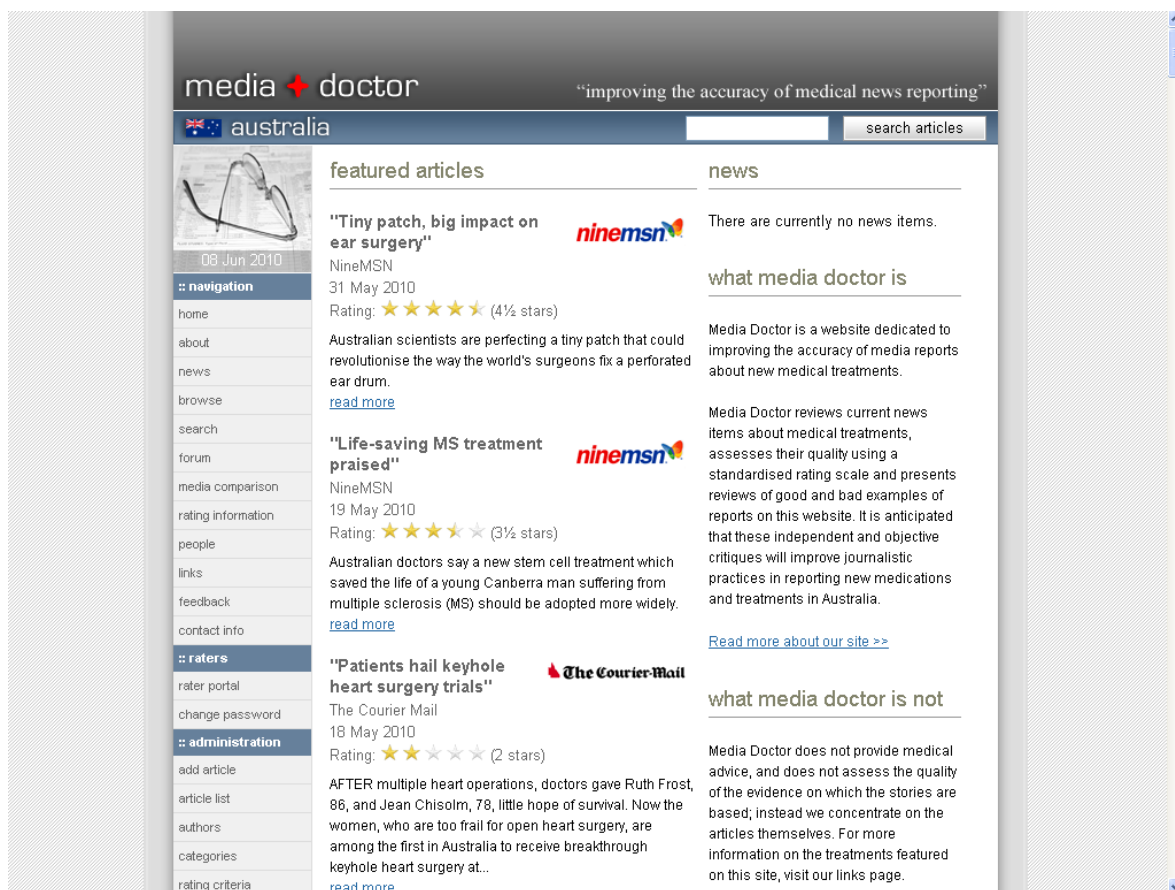 media doctor
“improving the accuracy of medical news reporting”
australia
search articles
08 Jun 2010
:: navigation
home
about
news
browse
search
forum
media comparison
rating information
people
links
feedback
contact info
:: raters
rater portal
change password
:: administration
add article
article list
authors
categories
rating criteria
featured articles
"Tiny patch, big impact on
ear surgery"
ninemsn
NineMSN
31 May 2010
Rating: (4½ stars)
Australian scientists are perfecting a tiny patch that could
revolutionise the way the world's surgeons fix a perforated
ear drum.
read more
"Life-saving MS treatment
praised"
ninemsn
NineMSN
19 May 2010
Rating: (3½ stars)
Australian doctors say a new stem cell treatment which
saved the life of a young Canberra man suffering from
multiple sclerosis (MS) should be adopted more widely.
read more
"Patients hail keyhole
heart surgery trials"
The Courier-Mail
The Courier Mail
18 May 2010
Rating: (2 stars)
AFTER multiple heart operations, doctors gave Ruth Frost,
86, and Jean Chisolm, 78, little hope of survival. Now the
women, who are too frail for open heart surgery, are
among the first in Australia to receive breakthrough
keyhole heart surgery at...
read more
news
There are currently no news items.
what media doctor is
Media Doctor is a website dedicated to
improving the accuracy of media reports
about new medical treatments.
Media Doctor reviews current news
items about medical treatments,
assesses their quality using a
standardised rating scale and presents
reviews of good and bad examples of
reports on this website. It is anticipated
that these independent and objective
critiques will improve journalistic
practices in reporting new medications
and treatments in Australia.
Read more about our site >>
what media doctor is not
Media Doctor does not provide medical
advice, and does not assess the quality
of the evidence on which the stories are
based; instead we concentrate on the
articles themselves. For more
information on the treatments featured
on this site, visit our links page.